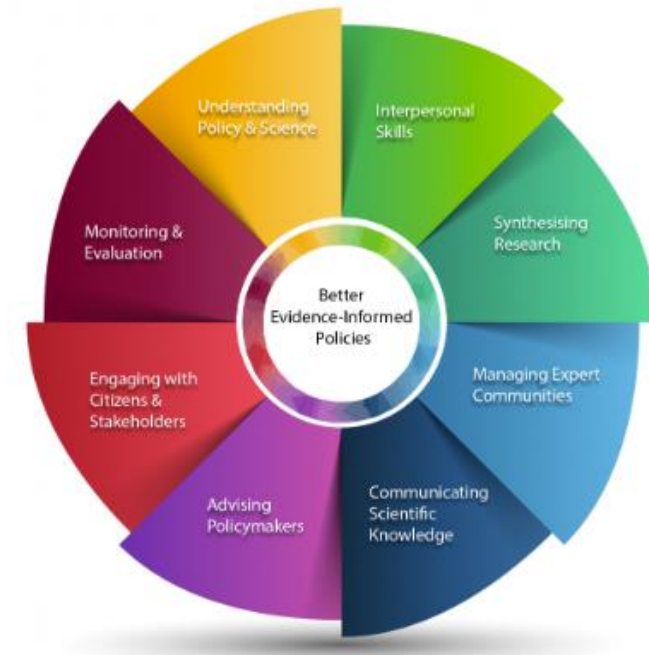 Understanding
Policy & Science
Interpersonal
Skills
Synthesising
Research
Managing Expert
Communities
Communicating
Scientific
Knowledge
Advising
Policymakers
Engaging with
Citizens &
Stakeholders
Monitoring &
Evaluation
Better
Evidence-Informed
Policies